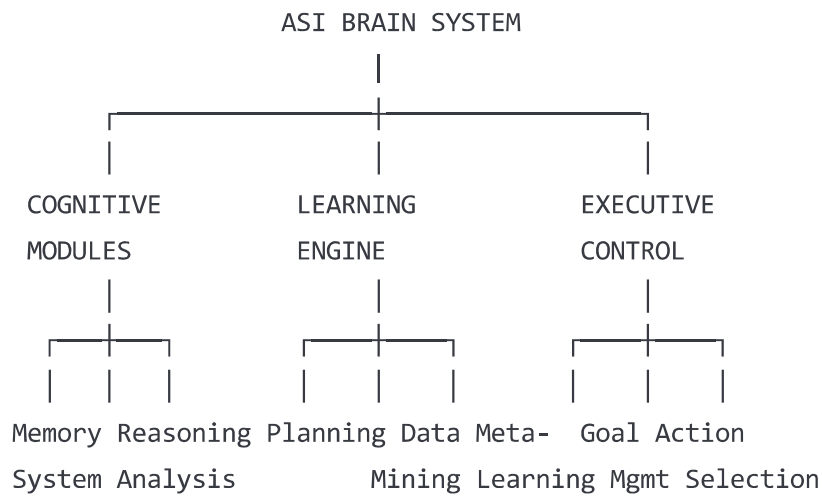 ASI BRAIN SYSTEM
COGNITIVE LEARNING EXECUTIVE
MODULES ENGINE CONTROL
Memory Reasoning Planning Data Meta- Goal Action
System Analysis Mining Learning Mgmt Selection